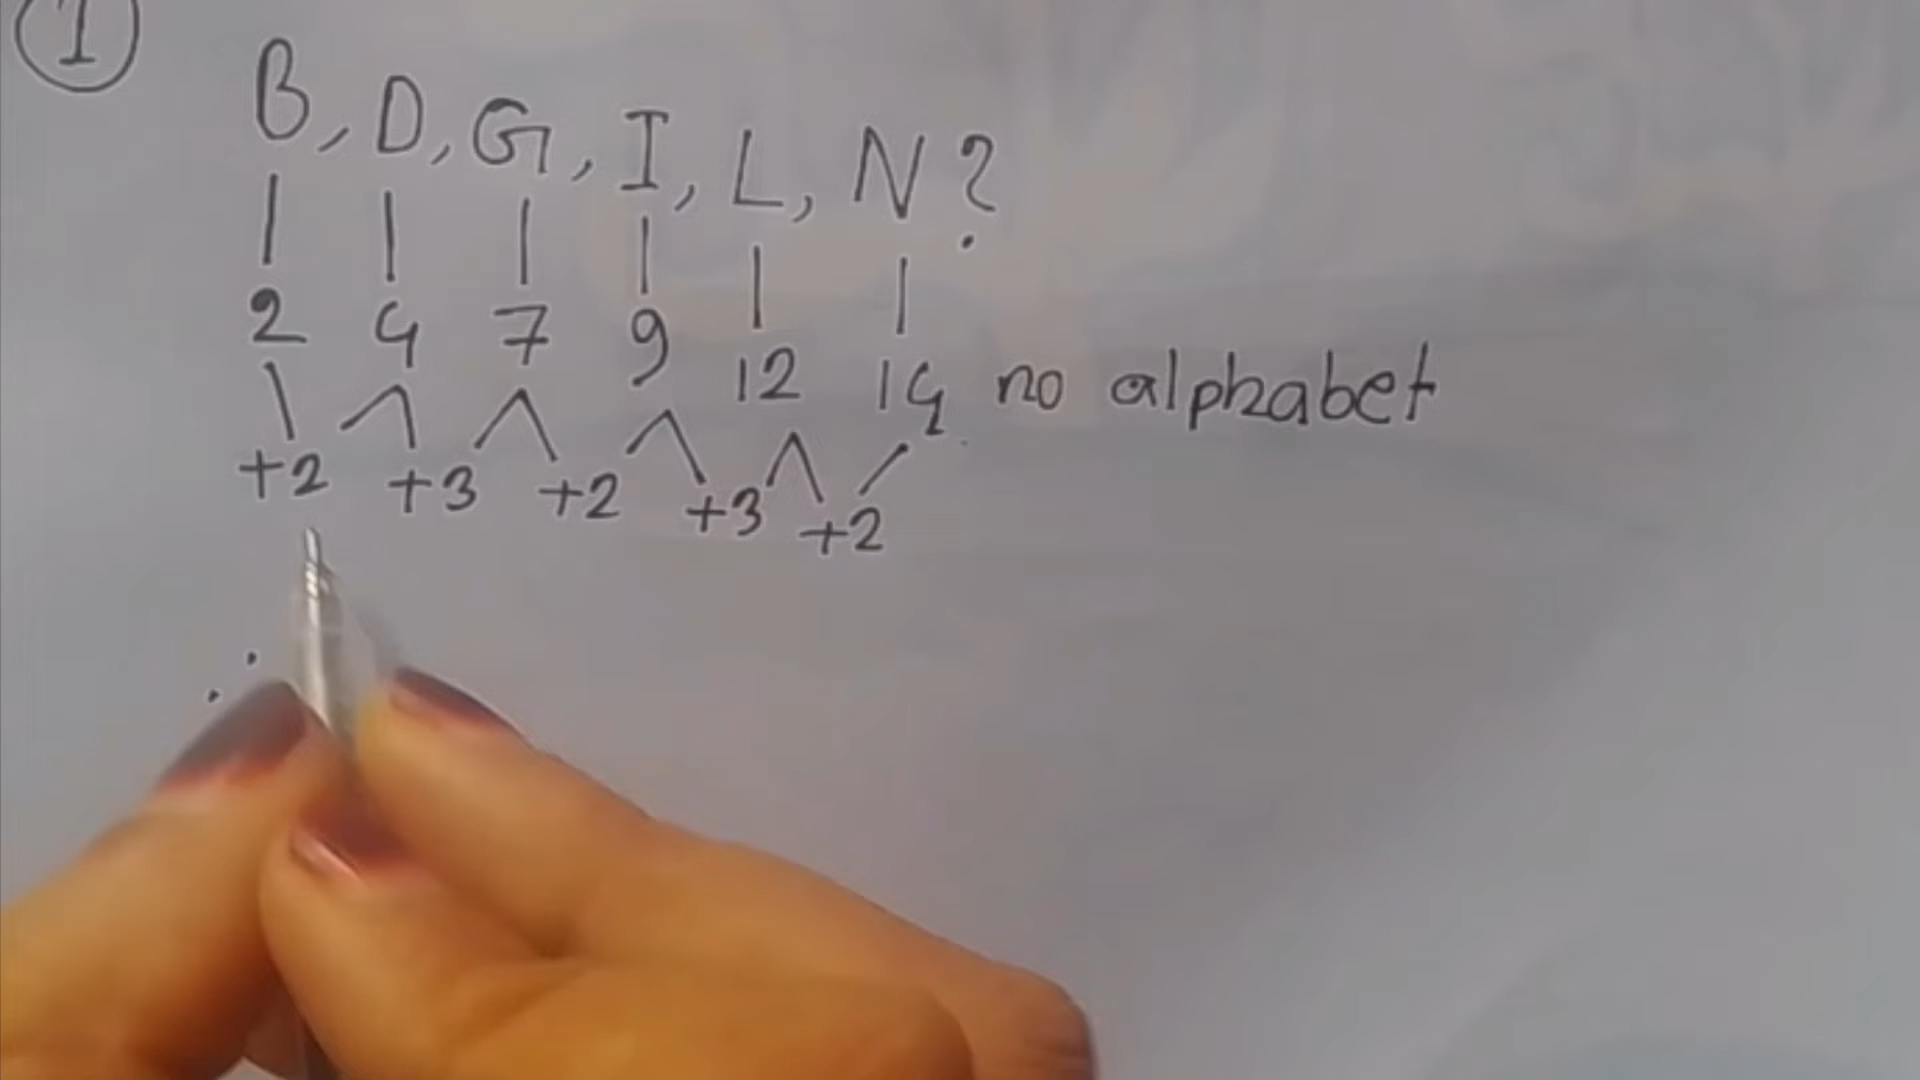 1
B, D, G, I, L, N ?
2 4 7 9 12 14 no alphabet
+2 +3 +2 +3 +2